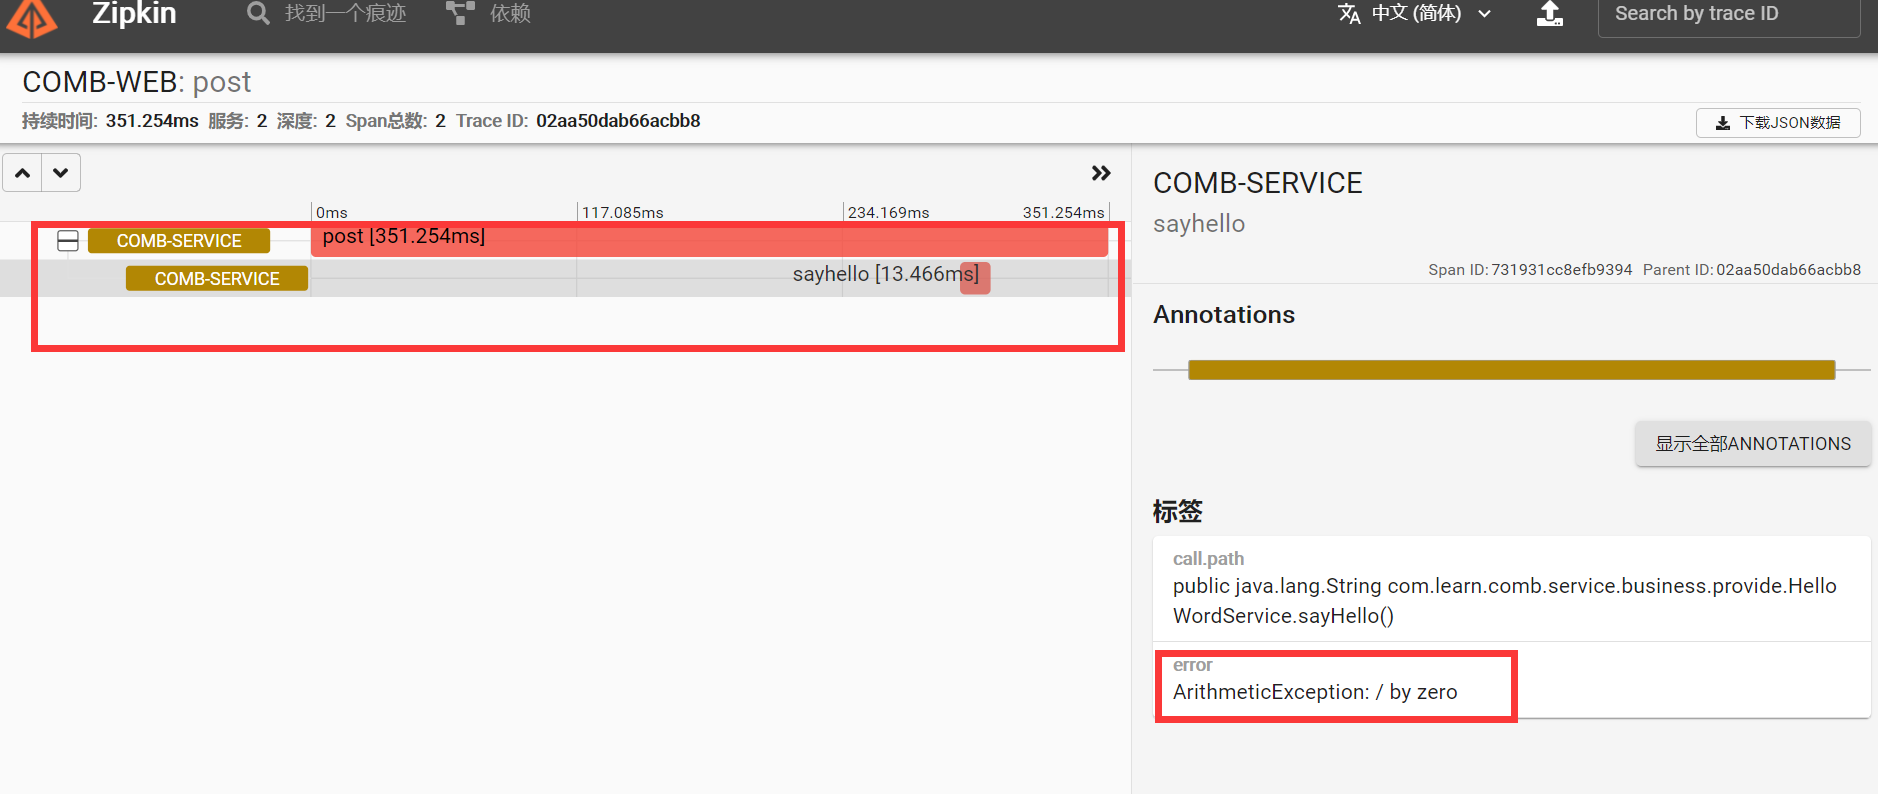 Zipkin 找到一个痕迹 依赖 中文 (简体) Search by trace ID
COMB-WEB: post
持续时间: 351.254ms 服务: 2 深度: 2 Span总数: 2 Trace ID: 02aa50dab66acbb8
下载JSON数据
0ms 117.085ms 234.169ms 351.254ms
COMB-SERVICE post [351.254ms]
COMB-SERVICE sayhello [13.466ms]
COMB-SERVICE
sayhello
Span ID: 731931cc8efb9394 Parent ID: 02aa50dab66acbb8
Annotations
显示全部ANNOTATIONS
标签
call.path
public java.lang.String com.learn.comb.service.business.provide.Hello
WordService.sayHello()
error
ArithmeticException: / by zero